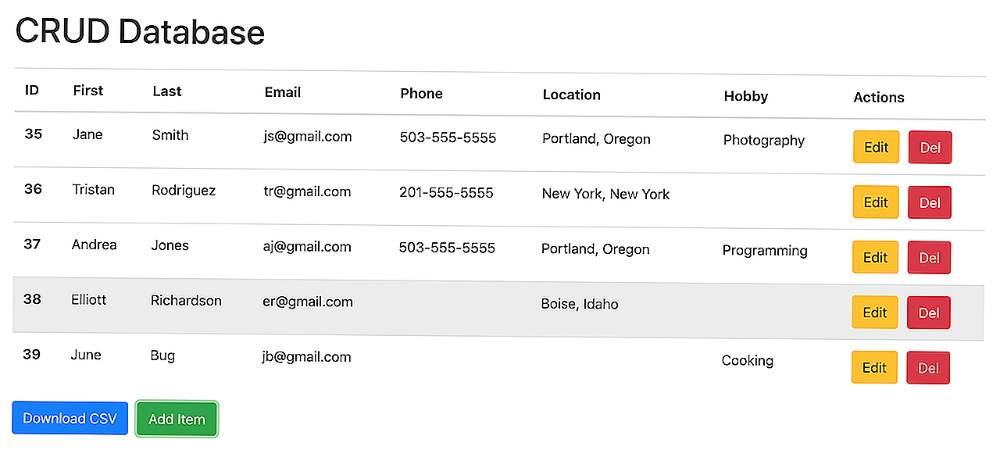 CRUD Database
ID First Last Email Phone Location Hobby Actions
35 Jane Smith js@gmail.com 503-555-5555 Portland, Oregon Photography Edit Del
36 Tristan Rodriguez tr@gmail.com 201-555-5555 New York, New York Edit Del
37 Andrea Jones aj@gmail.com 503-555-5555 Portland, Oregon Programming Edit Del
38 Elliott Richardson er@gmail.com Boise, Idaho Edit Del
39 June Bug jb@gmail.com Cooking Edit Del
Download CSV Add Item